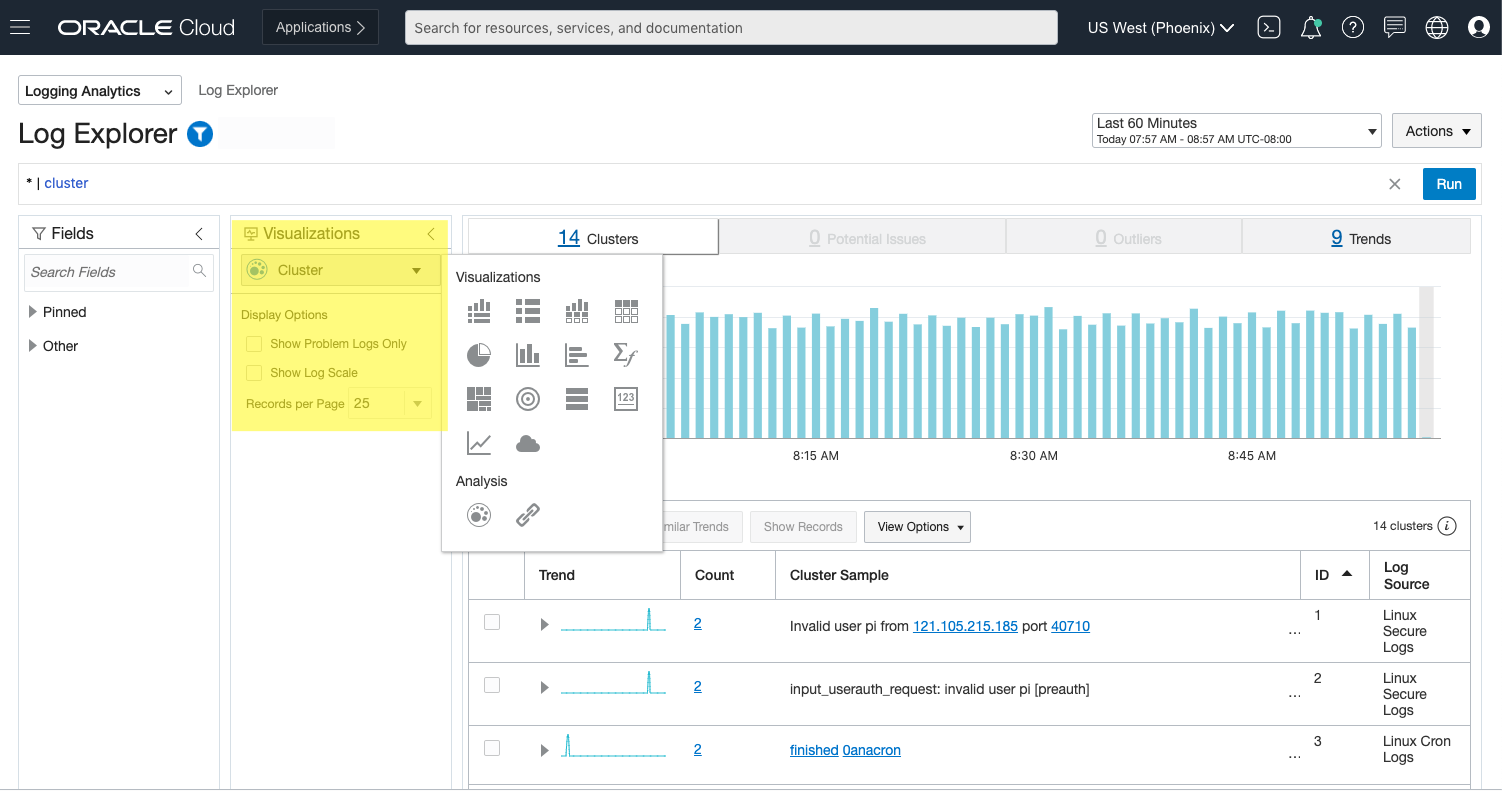 ORACLE Cloud
Applications
Search for resources, services, and documentation
US West (Phoenix)
Logging Analytics
Log Explorer
Log Explorer
Last 60 Minutes
Today 07:57 AM - 08:57 AM UTC-08:00
Actions
* | cluster
Run
Fields
Search Fields
Pinned
Other
Visualizations
Cluster
Display Options
Show Problem Logs Only
Show Log Scale
Records per Page 25
Visualizations
123
Analysis
14 Clusters
0 Potential Issues
0 Outliers
9 Trends
8:15 AM
8:30 AM
8:45 AM
milar Trends
Show Records
View Options
14 clusters
Trend
Count
Cluster Sample
ID
Log
Source
2
Invalid user pi from 121.105.215.185 port 40710
...
1
Linux
Secure
Logs
2
input_userauth_request: invalid user pi [preauth]
...
2
Linux
Secure
Logs
2
finished 0anacron
...
3
Linux Cron
Logs